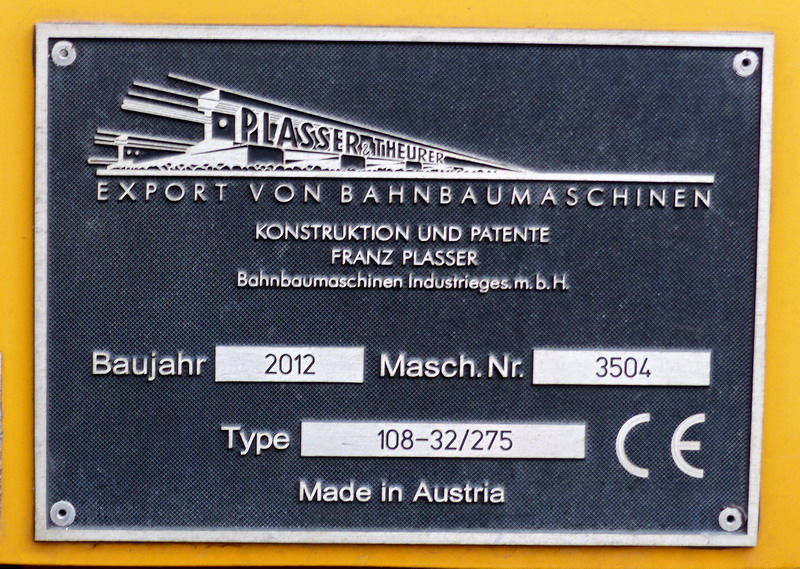 PLASSER & THEURER
EXPORT VON BAHNBAUMASCHINEN
KONSTRUKTION UND PATENTE
FRANZ PLASSER
Bahnbaumaschinen Industrieges.m.b.H.
Baujahr 2012 Masch. Nr. 3504
Type 108-32/275 CE
Made in Austria